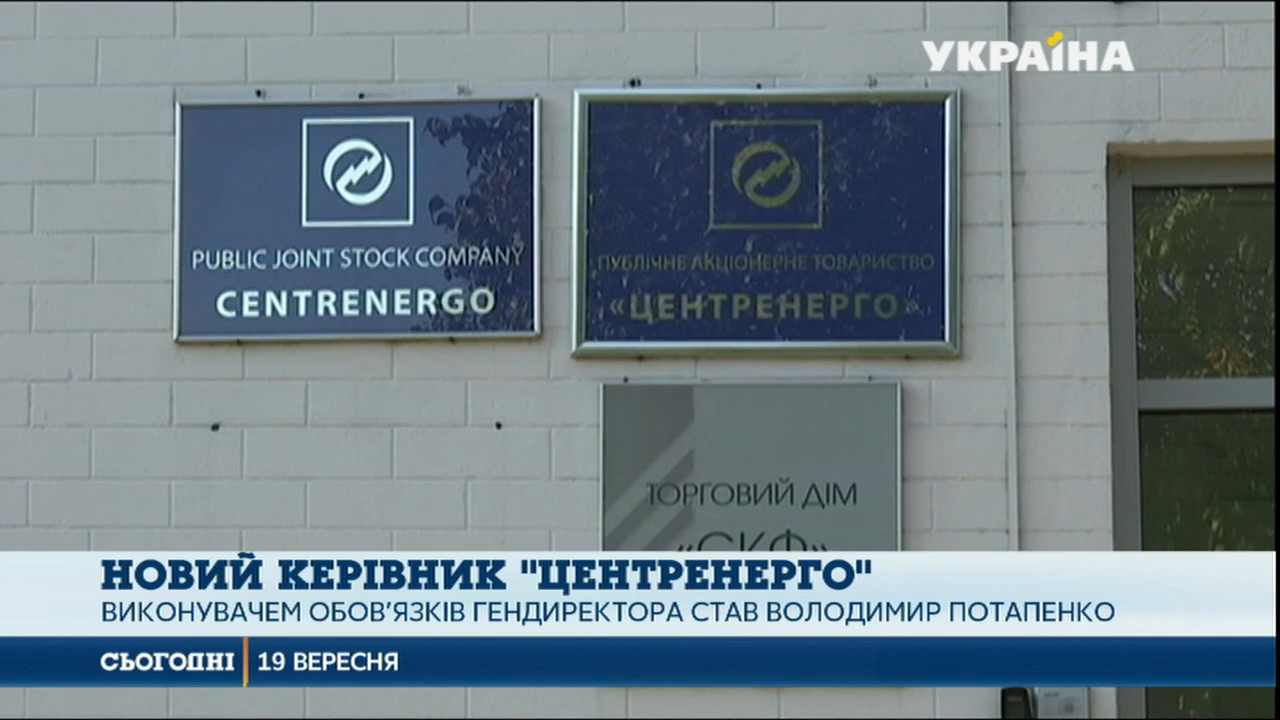 УКРАЇНА
PUBLIC JOINT STOCK COMPANY
CENTRENERGO
ПУБЛІЧНЕ АКЦІОНЕРНЕ ТОВАРИСТВО
«ЦЕНТРЕНЕРГО»
ТОРГОВИЙ ДІМ
«СКФ»
НОВИЙ КЕРІВНИК "ЦЕНТРЕНЕРГО"
ВИКОНУВАЧЕМ ОБОВ'ЯЗКІВ ГЕНДИРЕКТОРА СТАВ ВОЛОДИМИР ПОТАПЕНКО
СЬОГОДНІ 19 ВЕРЕСНЯ